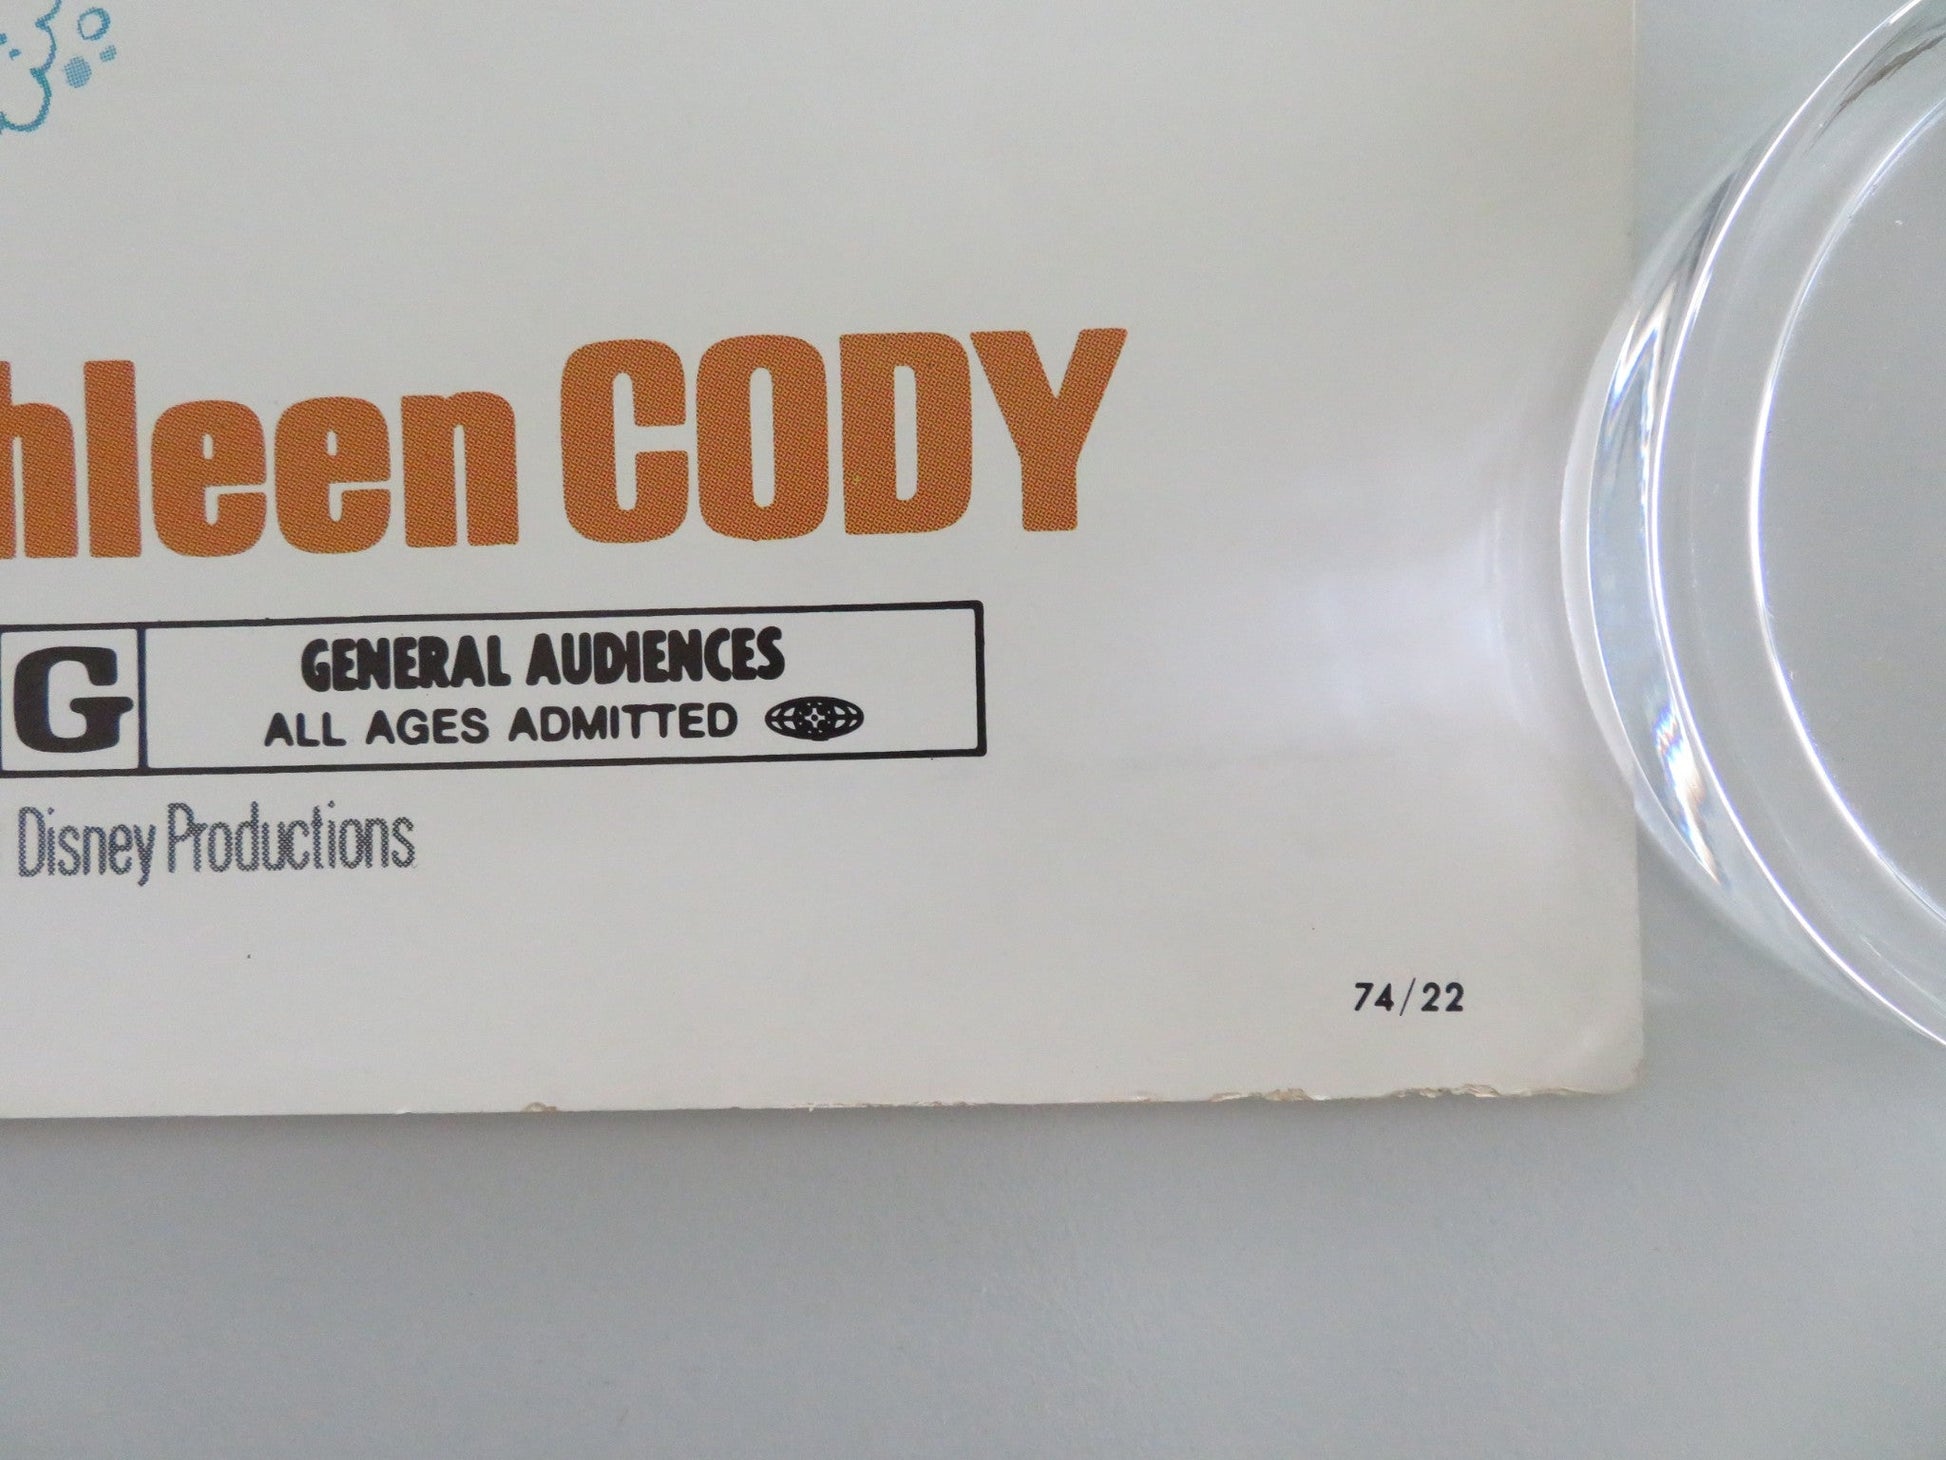 hleen CODY
G GENERAL AUDIENCES
ALL AGES ADMITTED
Disney Productions
74/22